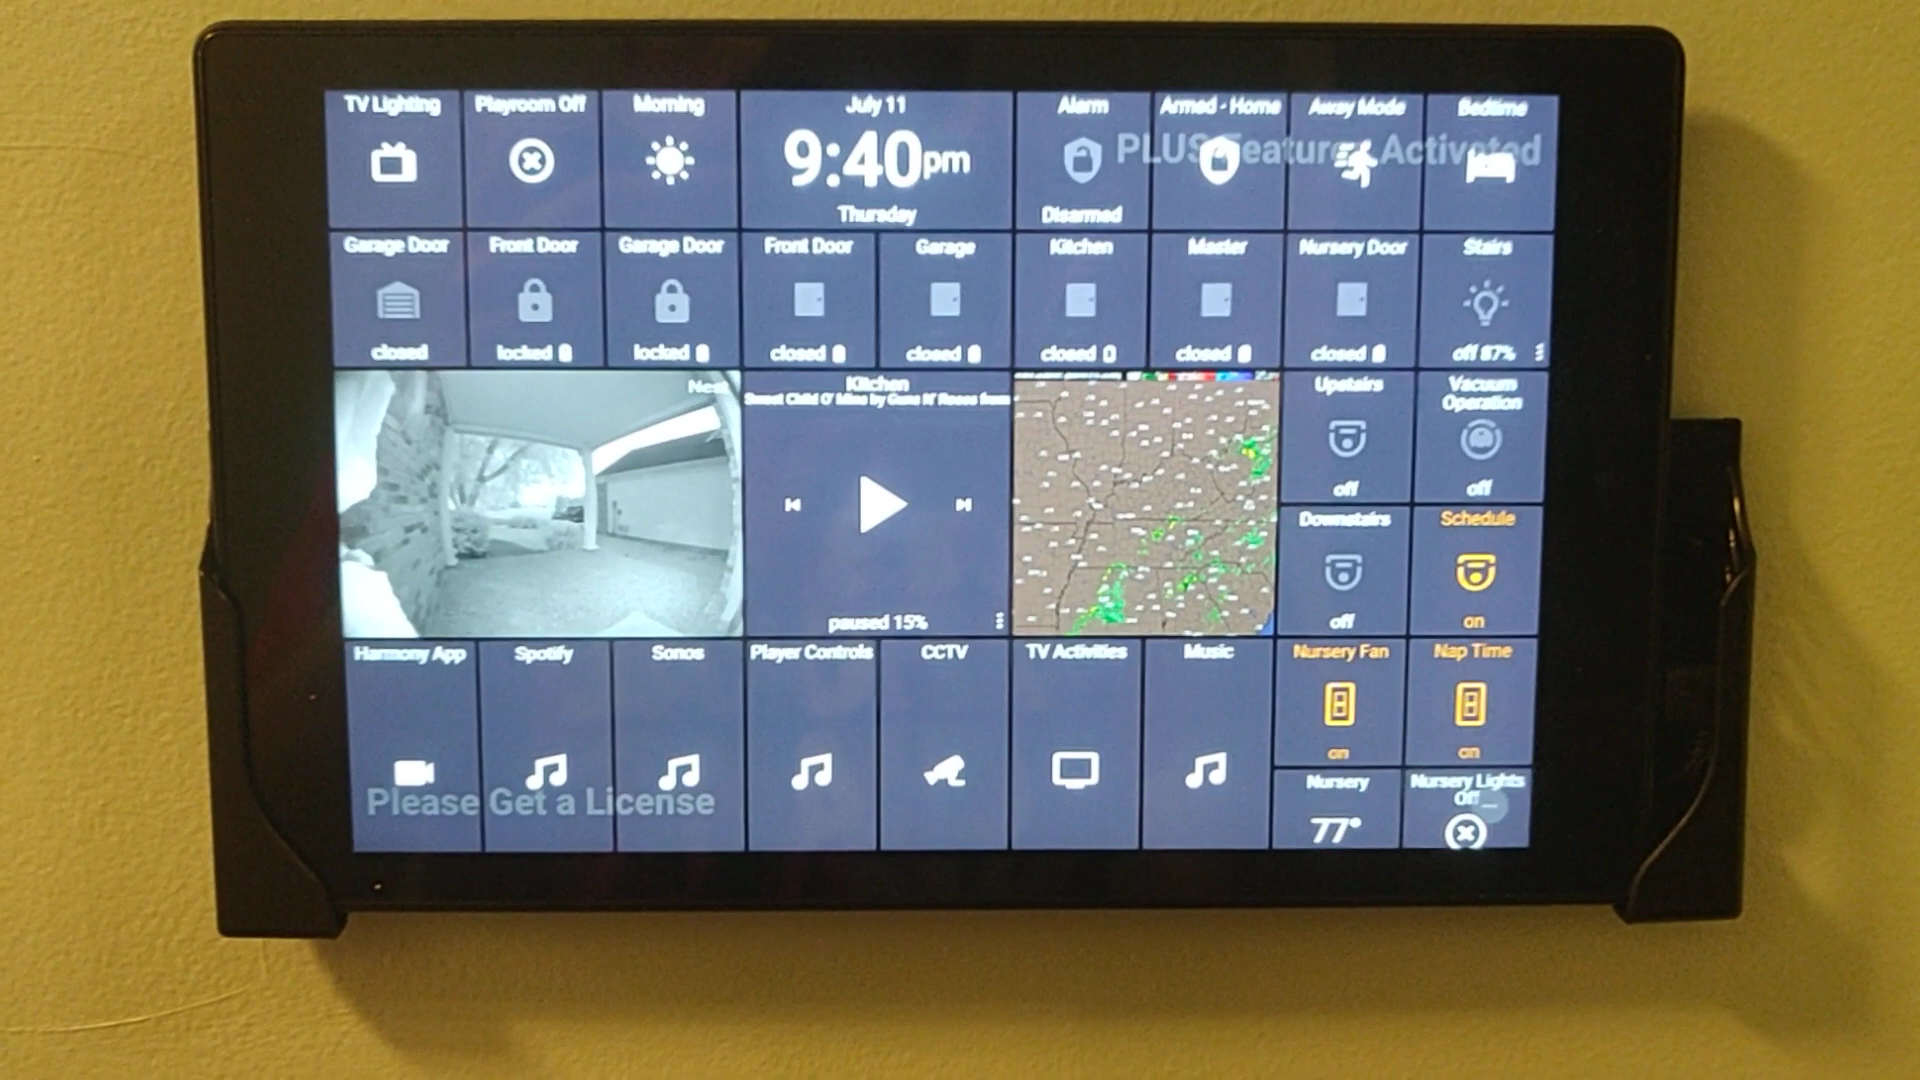 TV Lighting
Playroom Off
Morning
July 11
9:40pm
Thursday
Alarm
Disarmed
Armed - Home
Away Mode
Bedtime
PLUS Features Activated
Garage Door
closed
Front Door
locked
Garage Door
locked
Front Door
closed
Garage
closed
Kitchen
closed
Master
closed
Nursery Door
closed
Stairs
off 87%
Nest
Kitchen
Sweet Child O' Mine by Guns N' Roses from
paused 15%
Upstairs
off
Vacuum
Operation
off
Downstairs
off
Schedule
on
Harmony App
Spotify
Sonos
Player Controls
CCTV
TV Activities
Music
Nursery Fan
on
Nap Time
on
Nursery
77°
Nursery Lights
Off
Please Get a License